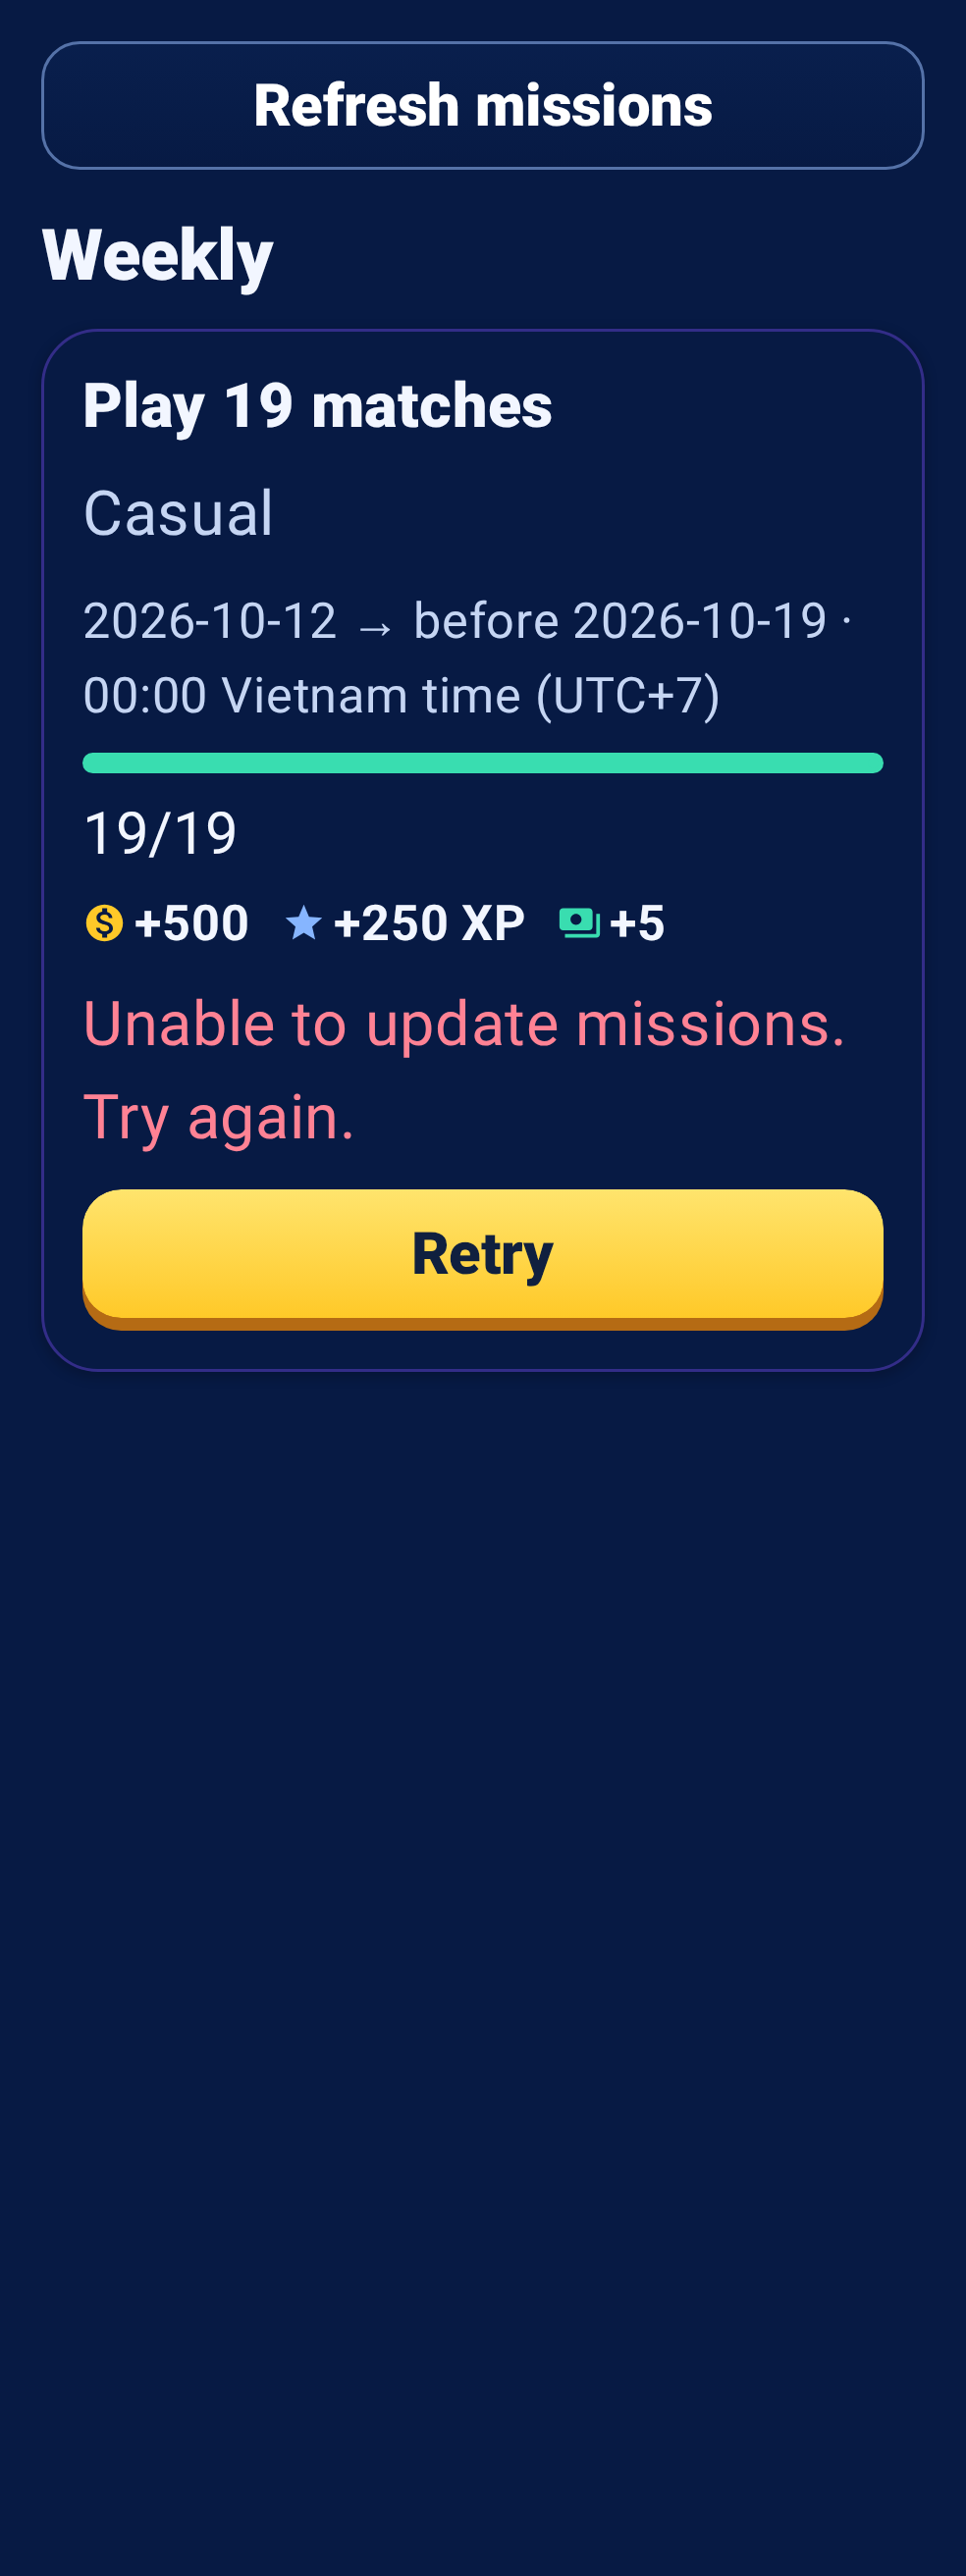 Refresh missions
Weekly
Play 19 matches
Casual
2026-10-12 → before 2026-10-19 ·
00:00 Vietnam time (UTC+7)
19/19
+500 +250 XP +5
Unable to update missions.
Try again.
Retry